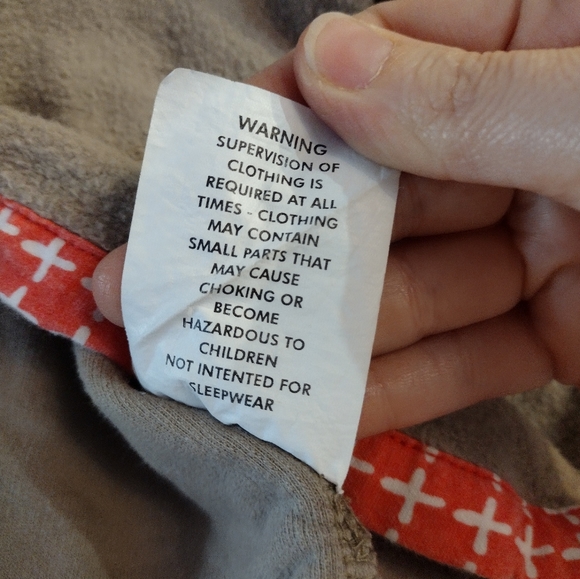 WARNING
SUPERVISION OF
CLOTHING IS
REQUIRED AT ALL
TIMES - CLOTHING
MAY CONTAIN
SMALL PARTS THAT
MAY CAUSE
CHOKING OR
BECOME
HAZARDOUS TO
CHILDREN
NOT INTENTED FOR
SLEEPWEAR